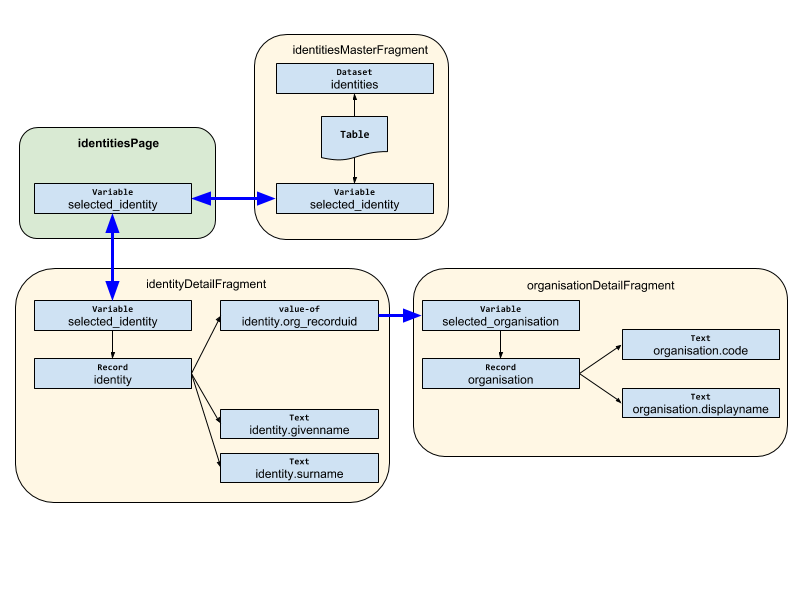 identitiesMasterFragment
Dataset
identities
Table
Variable
selected_identity
identitiesPage
Variable
selected_identity
identityDetailFragment
Variable
selected_identity
value-of
identity.org_recorduid
Record
identity
Text
identity.givenname
Text
identity.surname
organisationDetailFragment
Variable
selected_organisation
Record
organisation
Text
organisation.code
Text
organisation.displayname